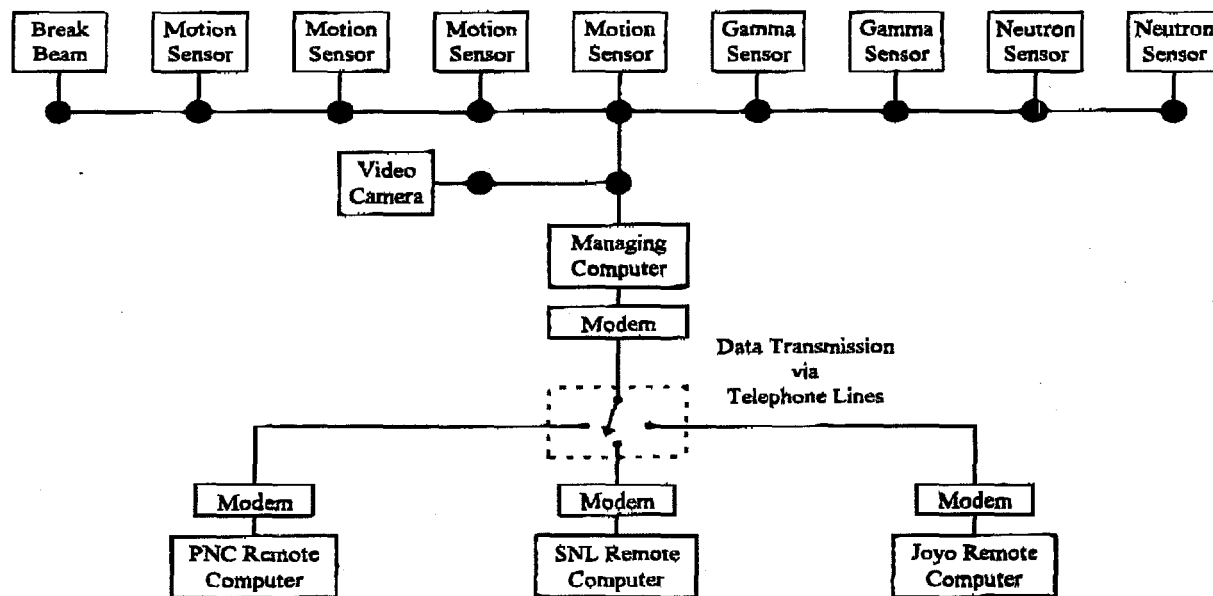 Break
Beam
Motion
Sensor
Motion
Sensor
Motion
Sensor
Motion
Sensor
Gamma
Sensor
Gamma
Sensor
Neutron
Sensor
Neutron
Sensor
Video
Camera
Managing
Computer
Modem
Data Transmission
via
Telephone Lines
Modem
Modem
Modem
PNC Remote
Computer
SNL Remote
Computer
Joyo Remote
Computer